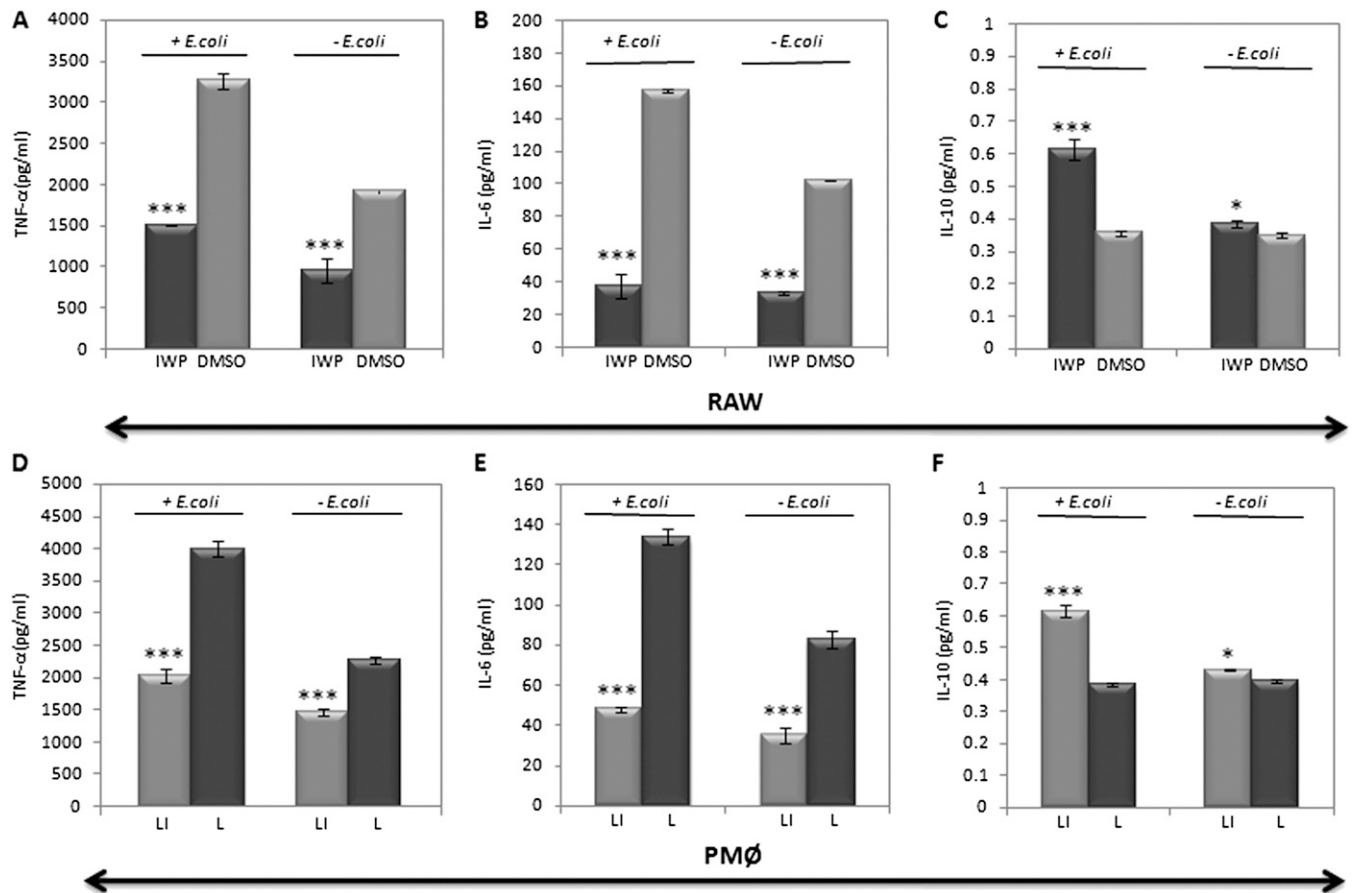 A
TNF-α(pg/ml)
4000
3500
3000
2500
2000
1500
1000
500
0
+ E.coli
- E.coli
***
***
IWP DMSO
IWP DMSO
B
IL-6 (pg/ml)
200
180
160
140
120
100
80
60
40
20
0
+ E.coli
- E.coli
***
***
IWP DMSO
IWP DMSO
C
IL-10 (pg/ml)
1
0.9
0.8
0.7
0.6
0.5
0.4
0.3
0.2
0.1
0
+ E.coli
- E.coli
***
*
IWP DMSO
IWP DMSO
RAW
D
TNF-α(pg/ml)
5000
4500
4000
3500
3000
2500
2000
1500
1000
500
0
+ E.coli
- E.coli
***
***
LI L
LI L
E
IL-6 (pg/ml)
160
140
120
100
80
60
40
20
0
+ E.coli
- E.coli
***
***
LI L
LI L
F
IL-10 (pg/ml)
1
0.9
0.8
0.7
0.6
0.5
0.4
0.3
0.2
0.1
0
+ E.coli
- E.coli
***
*
LI L
LI L
PMØ